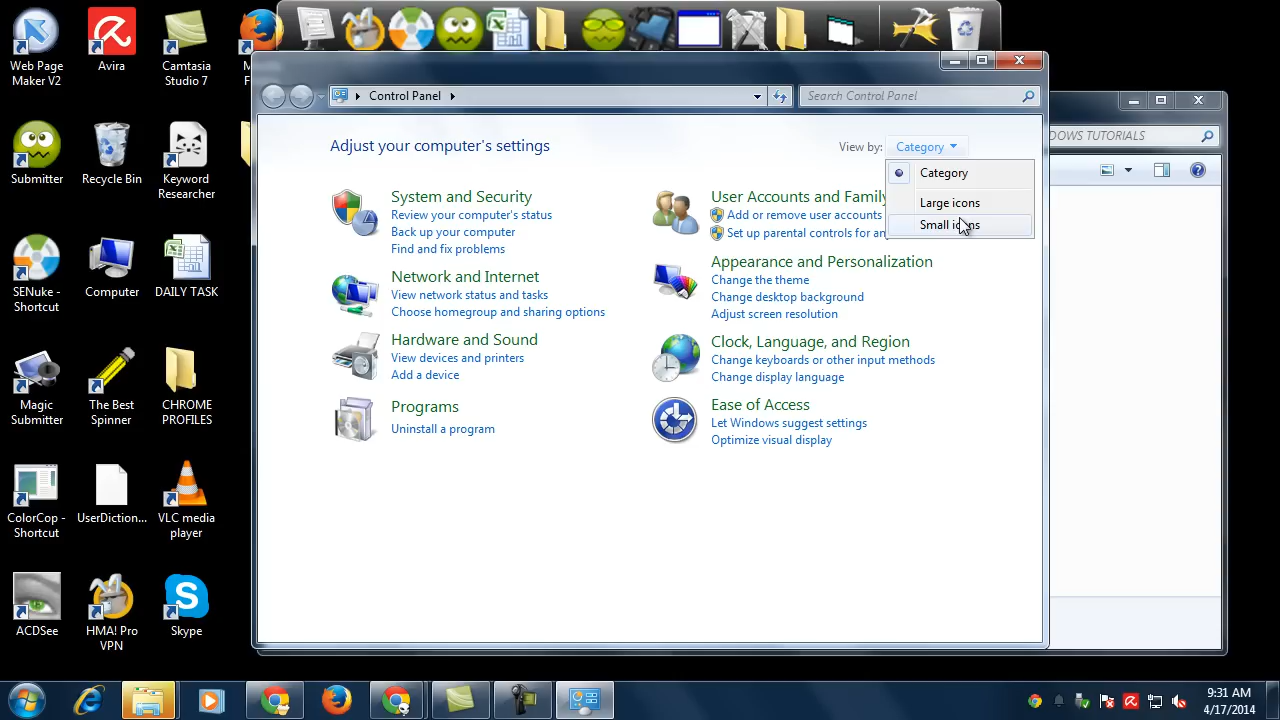 Web Page
Maker V2
Avira
Camtasia
Studio 7
Submitter
Recycle Bin
Keyword
Researcher
SENuke -
Shortcut
Computer
DAILY TASK
Magic
Submitter
The Best
Spinner
CHROME
PROFILES
ColorCop -
Shortcut
UserDiction...
VLC media
player
ACDSee
HMA! Pro
VPN
Skype
Control Panel
Search Control Panel
DOWS TUTORIALS
Adjust your computer's settings
View by:
Category
Category
Large icons
Small icons
System and Security
Review your computer's status
Back up your computer
Find and fix problems
Network and Internet
View network status and tasks
Choose homegroup and sharing options
Hardware and Sound
View devices and printers
Add a device
Programs
Uninstall a program
User Accounts and Family
Add or remove user accounts
Set up parental controls for an
Appearance and Personalization
Change the theme
Change desktop background
Adjust screen resolution
Clock, Language, and Region
Change keyboards or other input methods
Change display language
Ease of Access
Let Windows suggest settings
Optimize visual display
9:31 AM
4/17/2014